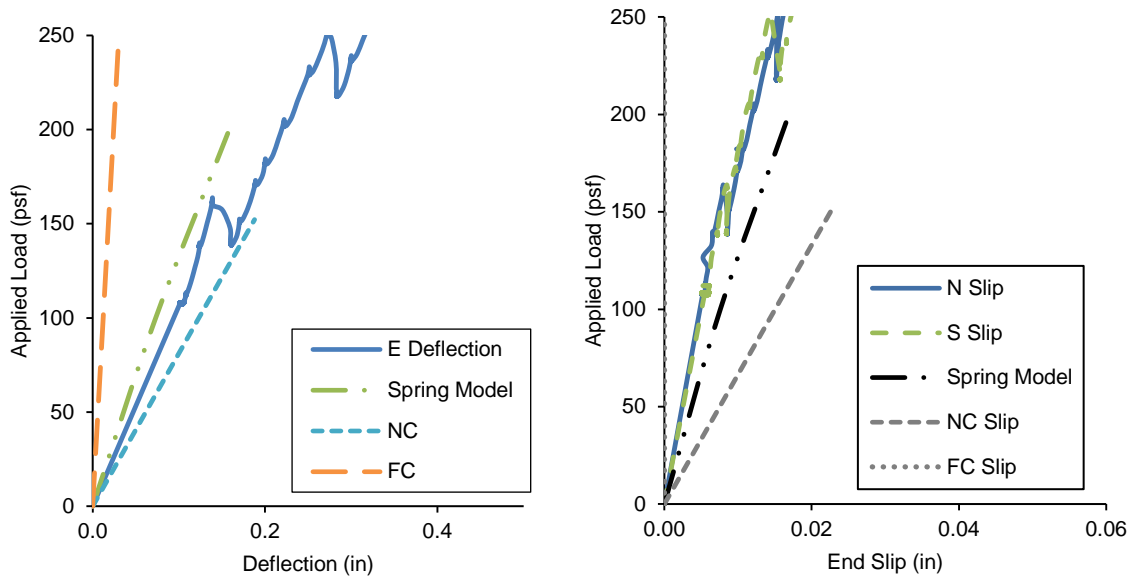 250
200
150
100
50
0
Applied Load (psf)
0.0
0.2
0.4
Deflection (in)
E Deflection
Spring Model
NC
FC
250
200
150
100
50
0
Applied Load (psf)
0.00
0.02
0.04
0.06
End Slip (in)
N Slip
S Slip
Spring Model
NC Slip
FC Slip